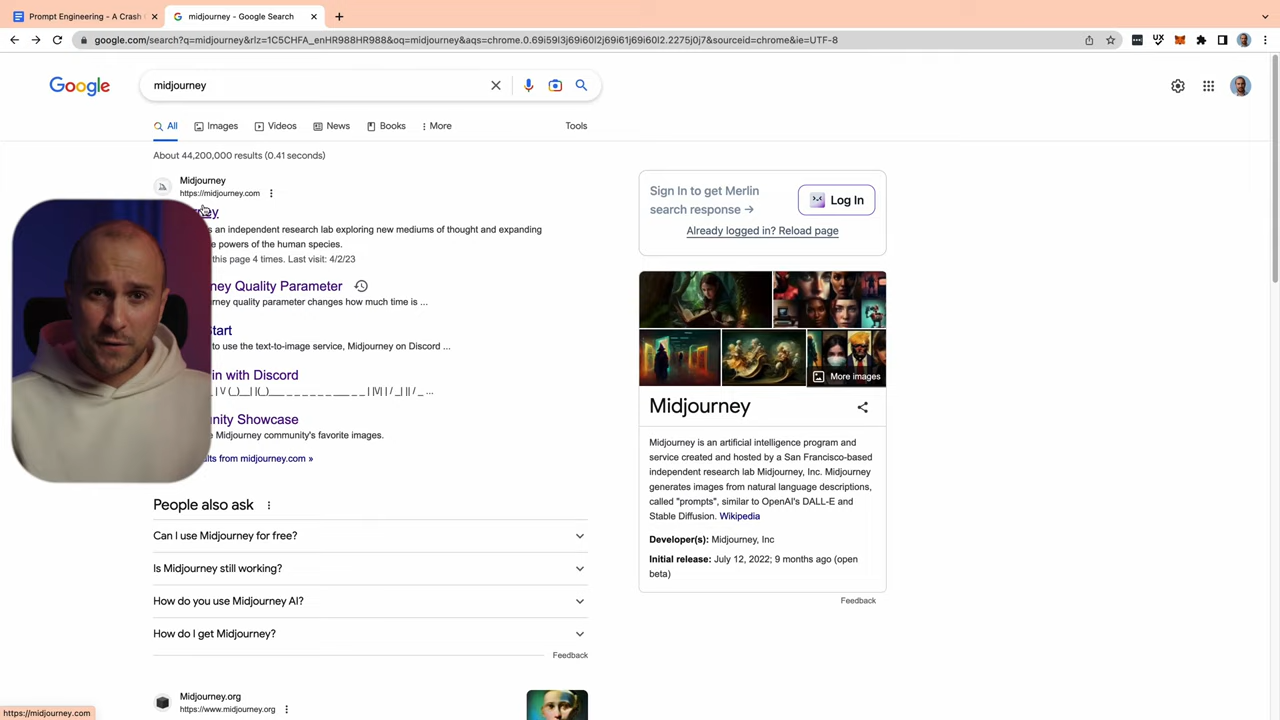 Prompt Engineering - A Crash
midjourney - Google Search
google.com/search?q=midjourney&rlz=1C5CHFA_enHR988HR988&oq=midjourney&aqs=chrome.0.69i59l3j69i60l2j69i61j69i60l2.2275j0j7&sourceid=chrome&ie=UTF-8
UX
Google
midjourney
All
Images
Videos
News
Books
More
Tools
About 44,200,000 results (0.41 seconds)
Midjourney
https://midjourney.com
ney
s an independent research lab exploring new mediums of thought and expanding
e powers of the human species.
this page 4 times. Last visit: 4/2/23
ney Quality Parameter
rney quality parameter changes how much time is ...
Start
to use the text-to-image service, Midjourney on Discord ...
in with Discord
_ | \/ (_)__| |(_)___ _ _ _ _ _ _ ___ _ _ | |\/| | / _| || / _ ...
unity Showcase
e Midjourney community's favorite images.
lts from midjourney.com »
People also ask
Can I use Midjourney for free?
Is Midjourney still working?
How do you use Midjourney AI?
How do I get Midjourney?
Feedback
Midjourney.org
https://www.midjourney.org
Sign In to get Merlin
search response →
Log In
Already logged in? Reload page
More images
Midjourney
Midjourney is an artificial intelligence program and
service created and hosted by a San Francisco-based
independent research lab Midjourney, Inc. Midjourney
generates images from natural language descriptions,
called "prompts", similar to OpenAI's DALL-E and
Stable Diffusion. Wikipedia
Developer(s): Midjourney, Inc
Initial release: July 12, 2022; 9 months ago (open
beta)
Feedback
https://midjourney.com